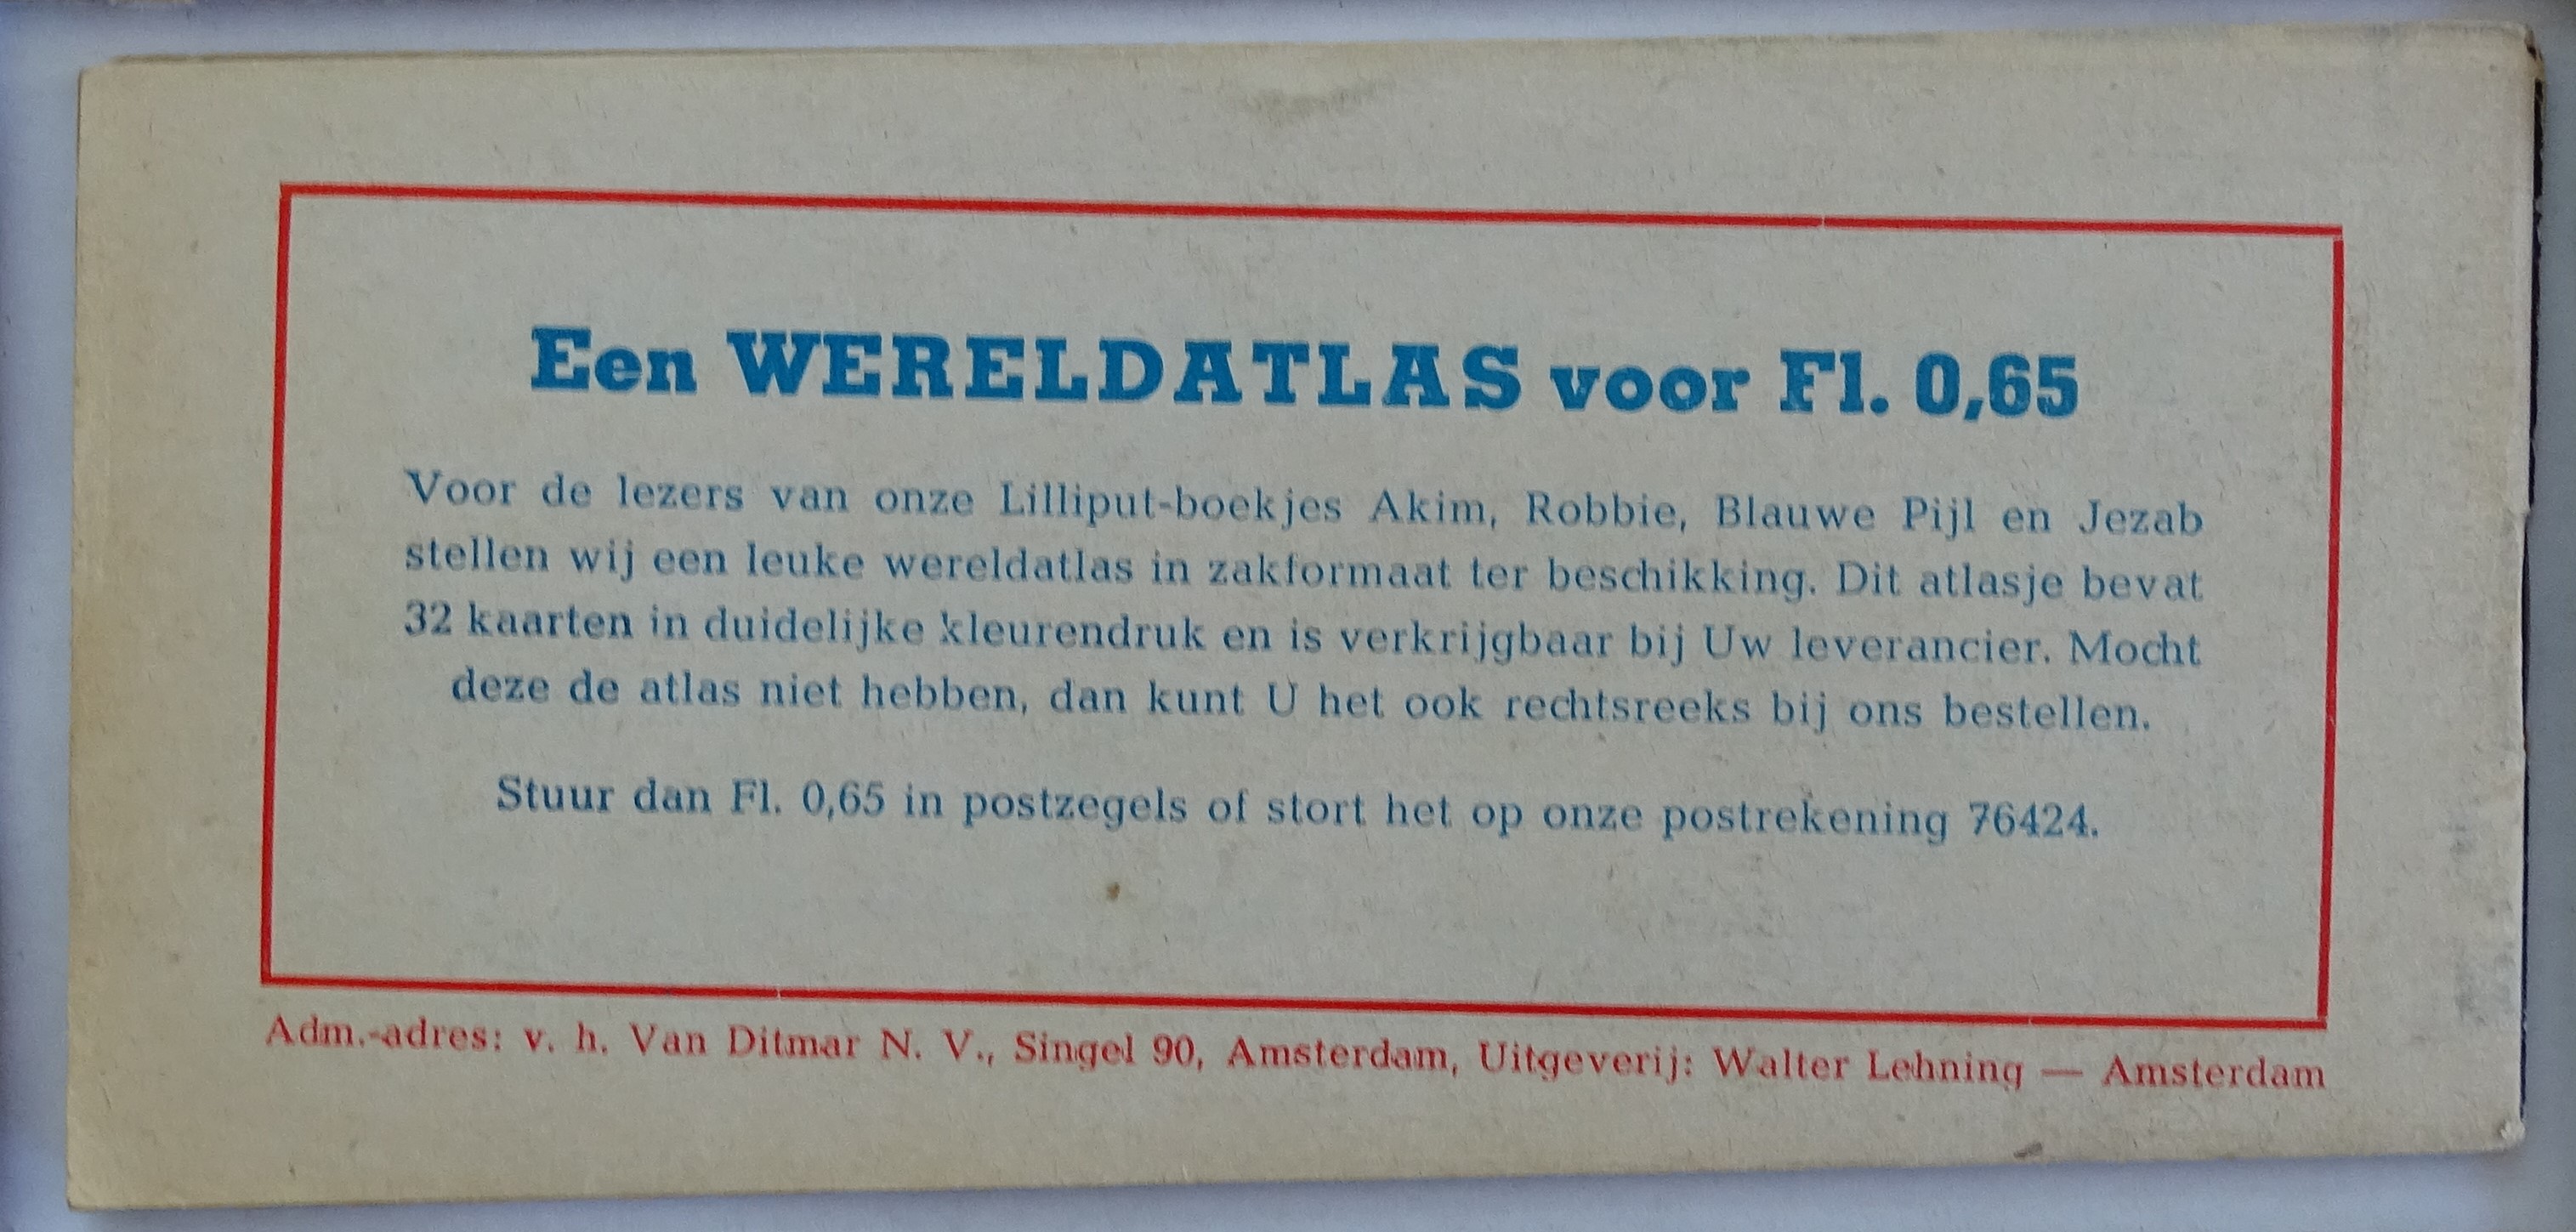 Een WERELDATLAS voor Fl. 0,65
Voor de lezers van onze Lilliput-boekjes Akim, Robbie, Blauwe Pijl en Jezab
stellen wij een leuke wereldatlas in zakformaat ter beschikking. Dit atlasje bevat
32 kaarten in duidelijke kleurendruk en is verkrijgbaar bij Uw leverancier. Mocht
deze de atlas niet hebben, dan kunt U het ook rechtsreeks bij ons bestellen.
Stuur dan Fl. 0,65 in postzegels of stort het op onze postrekening 76424.
Adm.-adres: v. h. Van Ditmar N. V., Singel 90, Amsterdam, Uitgeverij: Walter Lehning — Amsterdam